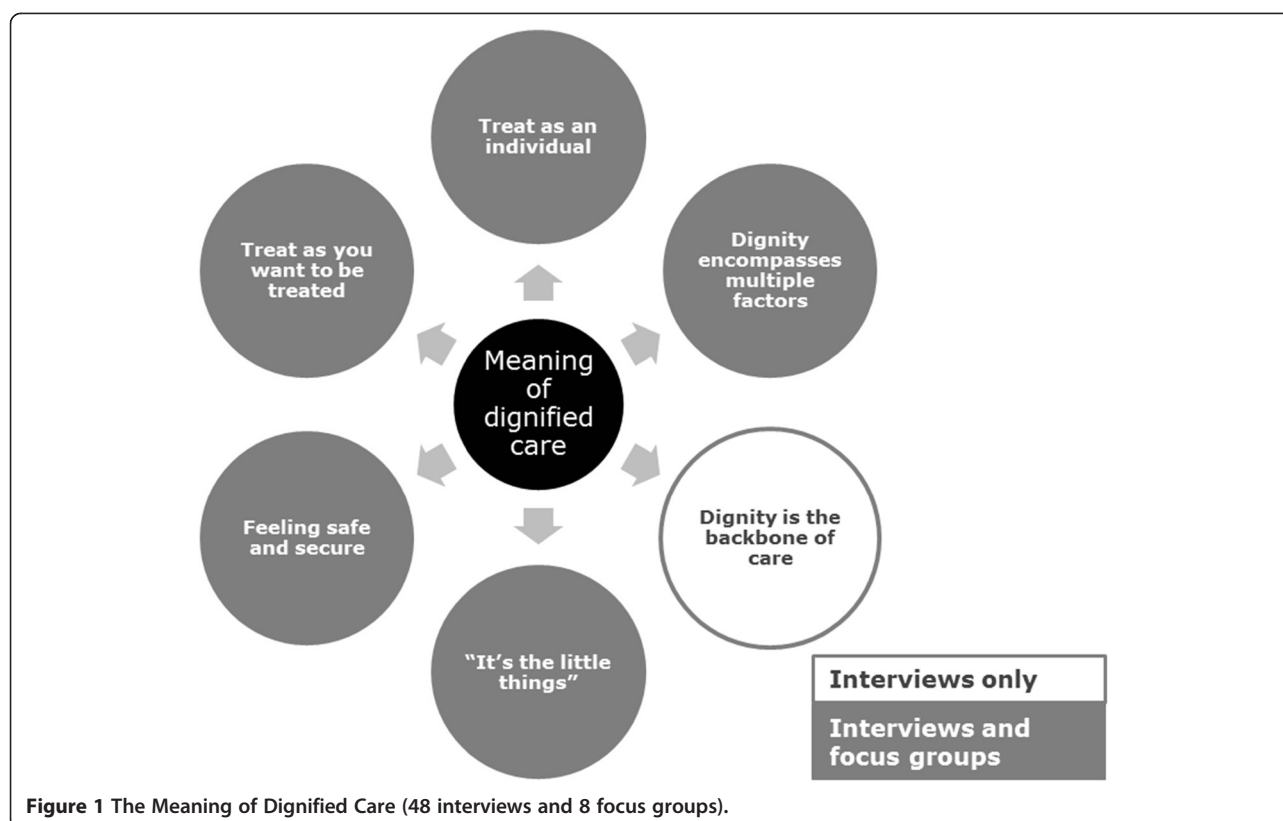 Treat as an
individual
Treat as you
want to be
treated
Dignity
encompasses
multiple
factors
Meaning
of
dignified
care
Feeling safe
and secure
Dignity is the
backbone of
care
“It’s the little
things”
Interviews only
Interviews and
focus groups
Figure 1 The Meaning of Dignified Care (48 interviews and 8 focus groups).